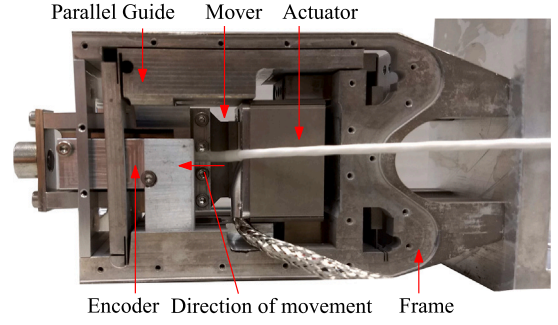 Parallel Guide Mover Actuator
Encoder Direction of movement Frame